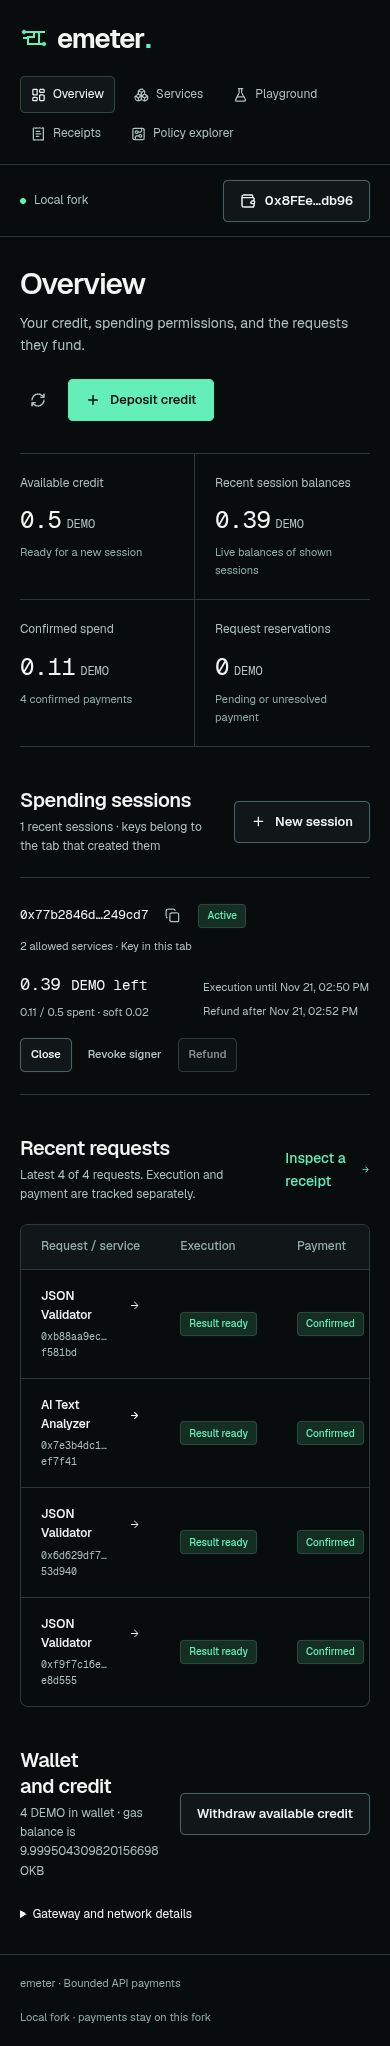 emeter.
Overview
Services
Playground
Receipts
Policy explorer
Local fork
0x8FEe…db96
Overview
Your credit, spending permissions, and the requests
they fund.
Deposit credit
Available credit
0.5 DEMO
Ready for a new session
Recent session balances
0.39 DEMO
Live balances of shown
sessions
Confirmed spend
0.11 DEMO
4 confirmed payments
Request reservations
0 DEMO
Pending or unresolved
payment
Spending sessions
1 recent sessions · keys belong to
the tab that created them
New session
0x77b2846d…249cd7
Active
2 allowed services · Key in this tab
0.39 DEMO left
0.11 / 0.5 spent · soft 0.02
Execution until Nov 21, 02:50 PM
Refund after Nov 21, 02:52 PM
Close
Revoke signer
Refund
Recent requests
Latest 4 of 4 requests. Execution and
payment are tracked separately.
Inspect a
receipt
Request / service
Execution
Payment
JSON
Validator
0xb88aa9ec…
f581bd
Result ready
Confirmed
AI Text
Analyzer
0x7e3b4dc1…
ef7f41
Result ready
Confirmed
JSON
Validator
0x6d629df7…
53d940
Result ready
Confirmed
JSON
Validator
0xf9f7c16e…
e8d555
Result ready
Confirmed
Wallet
and credit
4 DEMO in wallet · gas
balance is
9.999504309820156698
OKB
Withdraw available credit
Gateway and network details
emeter · Bounded API payments
Local fork · payments stay on this fork